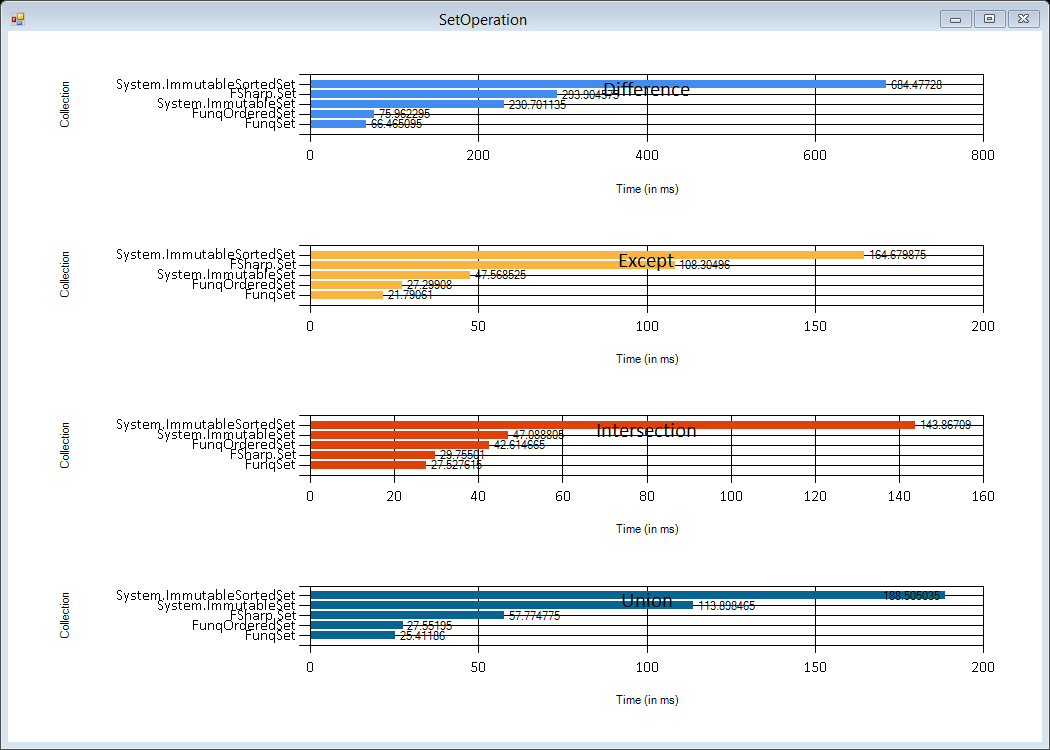 SetOperation
Difference
Collection
System.ImmutableSortedSet 684.47728
FSharp.Set 293.904575
System.ImmutableSet 230.701135
FunqOrderedSet 75.962295
FunqSet 66.465095
0 200 400 600 800
Time (in ms)
Except
Collection
System.ImmutableSortedSet 164.679875
FSharp.Set 108.30496
System.ImmutableSet 47.568525
FunqOrderedSet 27.29908
FunqSet 21.79061
0 50 100 150 200
Time (in ms)
Intersection
Collection
System.ImmutableSortedSet 143.86709
System.ImmutableSet 47.088805
FunqOrderedSet 42.614665
FSharp.Set 29.75501
FunqSet 27.527615
0 20 40 60 80 100 120 140 160
Time (in ms)
Union
Collection
System.ImmutableSortedSet 188.505035
System.ImmutableSet 113.898465
FSharp.Set 57.774775
FunqOrderedSet 27.55195
FunqSet 25.41186
0 50 100 150 200
Time (in ms)